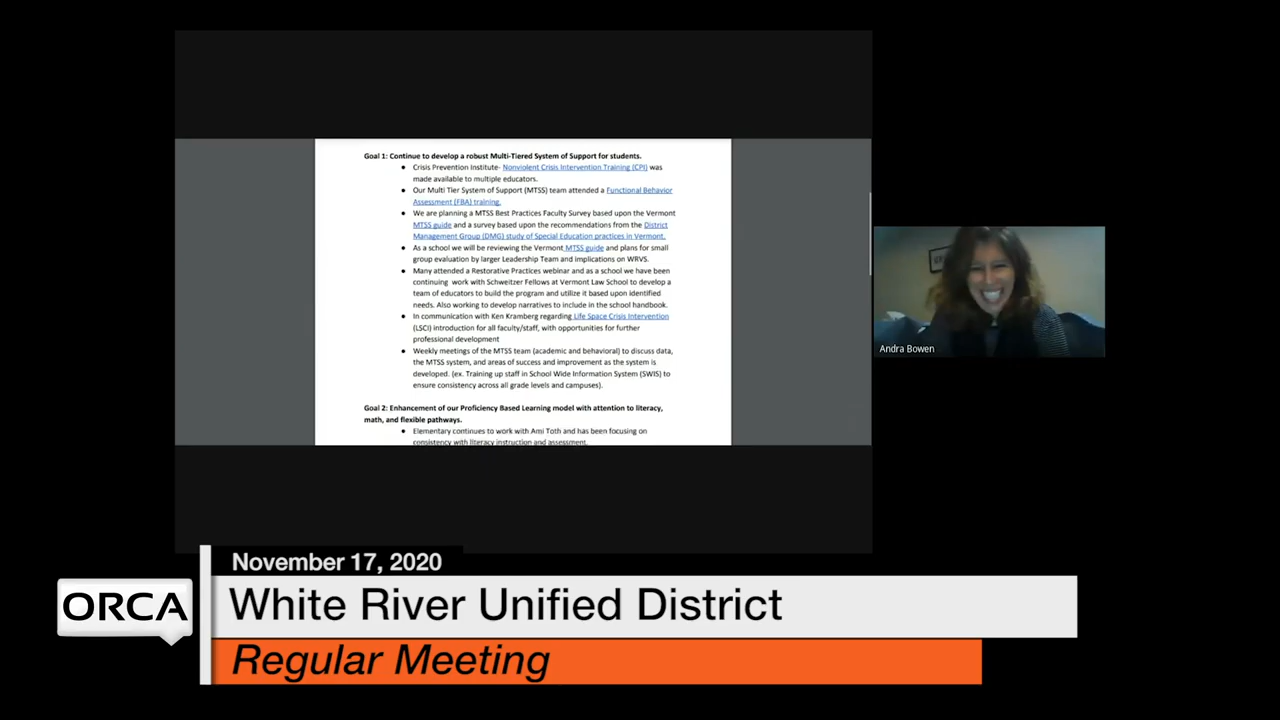 Goal 1: Continue to develop a robust Multi-Tiered System of Support for students.
● Crisis Prevention Institute- Nonviolent Crisis Intervention Training (CPI) was
made available to multiple educators.
● Our Multi Tier System of Support (MTSS) team attended a Functional Behavior
Assessment (FBA) training.
● We are planning a MTSS Best Practices Faculty Survey based upon the Vermont
MTSS guide and a survey based upon the recommendations from the District
Management Group (DMG) study of Special Education practices in Vermont.
● As a school we will be reviewing the Vermont MTSS guide and plans for small
group evaluation by larger Leadership Team and implications on WRVS.
● Many attended a Restorative Practices webinar and as a school we have been
continuing work with Schweitzer Fellows at Vermont Law School to develop a
team of educators to build the program and utilize it based upon identified
needs. Also working to develop narratives to include in the school handbook.
● In communication with Ken Kramberg regarding Life Space Crisis Intervention
(LSCI) introduction for all faculty/staff, with opportunities for further
professional development
● Weekly meetings of the MTSS team (academic and behavioral) to discuss data,
the MTSS system, and areas of success and improvement as the system is
developed. (ex. Training up staff in School Wide Information System (SWIS) to
ensure consistency across all grade levels and campuses).
Goal 2: Enhancement of our Proficiency Based Learning model with attention to literacy,
math, and flexible pathways.
● Elementary continues to work with Ami Toth and has been focusing on
consistency with literacy instruction and assessment.
Andra Bowen
November 17, 2020
ORCA
White River Unified District
Regular Meeting